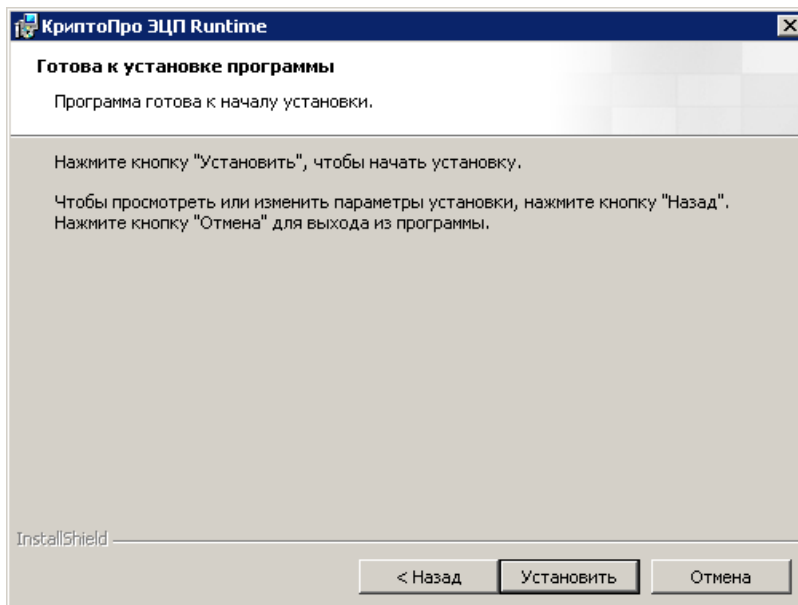 КриптоПро ЭЦП Runtime
Готова к установке программы
Программа готова к началу установки.
Нажмите кнопку "Установить", чтобы начать установку.
Чтобы просмотреть или изменить параметры установки, нажмите кнопку "Назад".
Нажмите кнопку "Отмена" для выхода из программы.
InstallShield
< Назад
Установить
Отмена